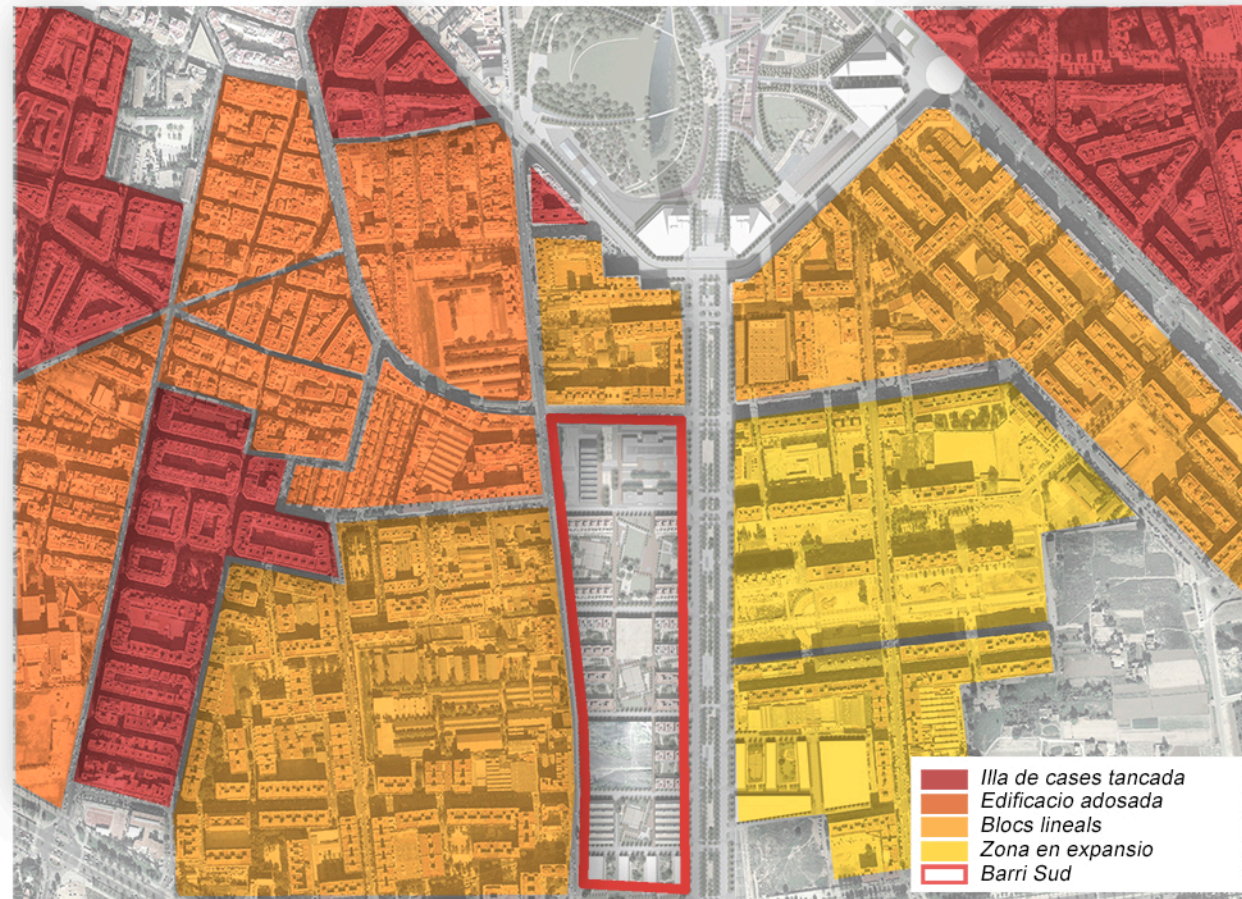 Illa de cases tancada
Edificacio adosada
Blocs lineals
Zona en expansio
Barri Sud